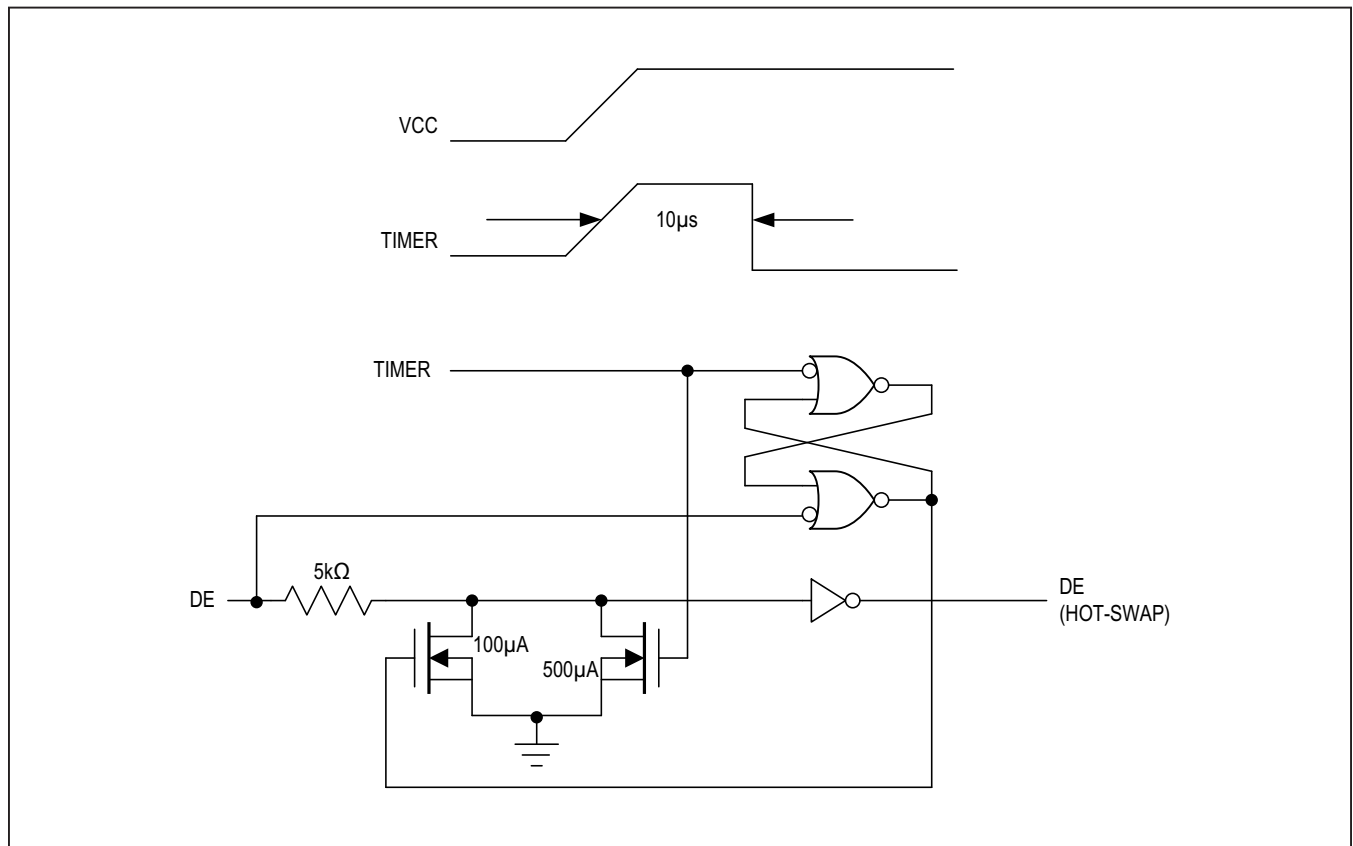 VCC
10µs
TIMER
TIMER
5kΩ
DE
100µA
500µA
DE
(HOT-SWAP)